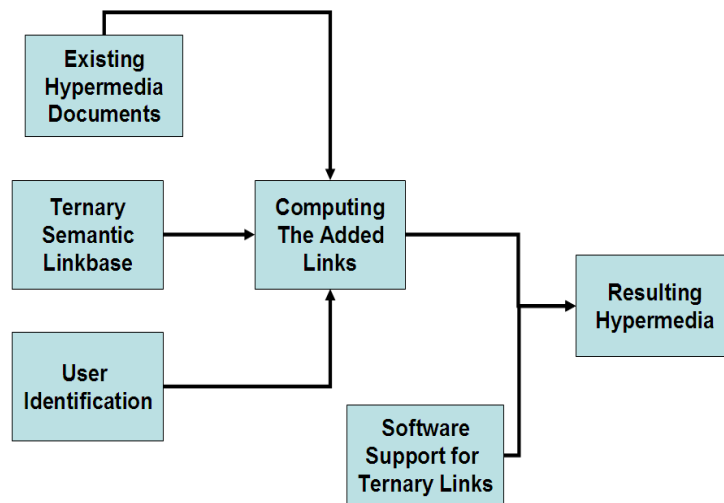 Existing
Hypermedia
Documents
Ternary
Semantic
Linkbase
Computing
The Added
Links
Resulting
Hypermedia
User
Identification
Software
Support for
Ternary Links